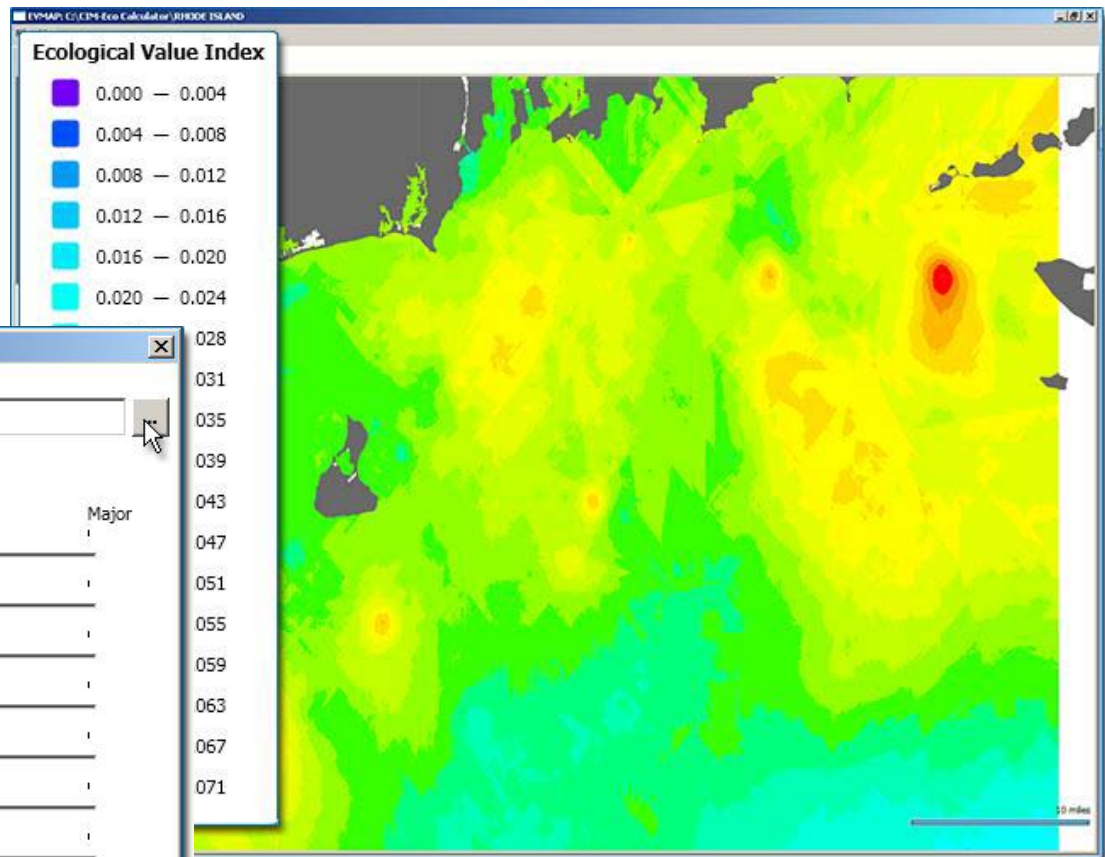 EVMAP: C:\CIM-Eco Calculator\RHODE ISLAND
Ecological Value Index
0.000 — 0.004
0.004 — 0.008
0.008 — 0.012
0.012 — 0.016
0.016 — 0.020
0.020 — 0.024
028
.031
.035
.039
.043
.047
.051
.055
.059
.063
.067
.071
...
Major
10 miles